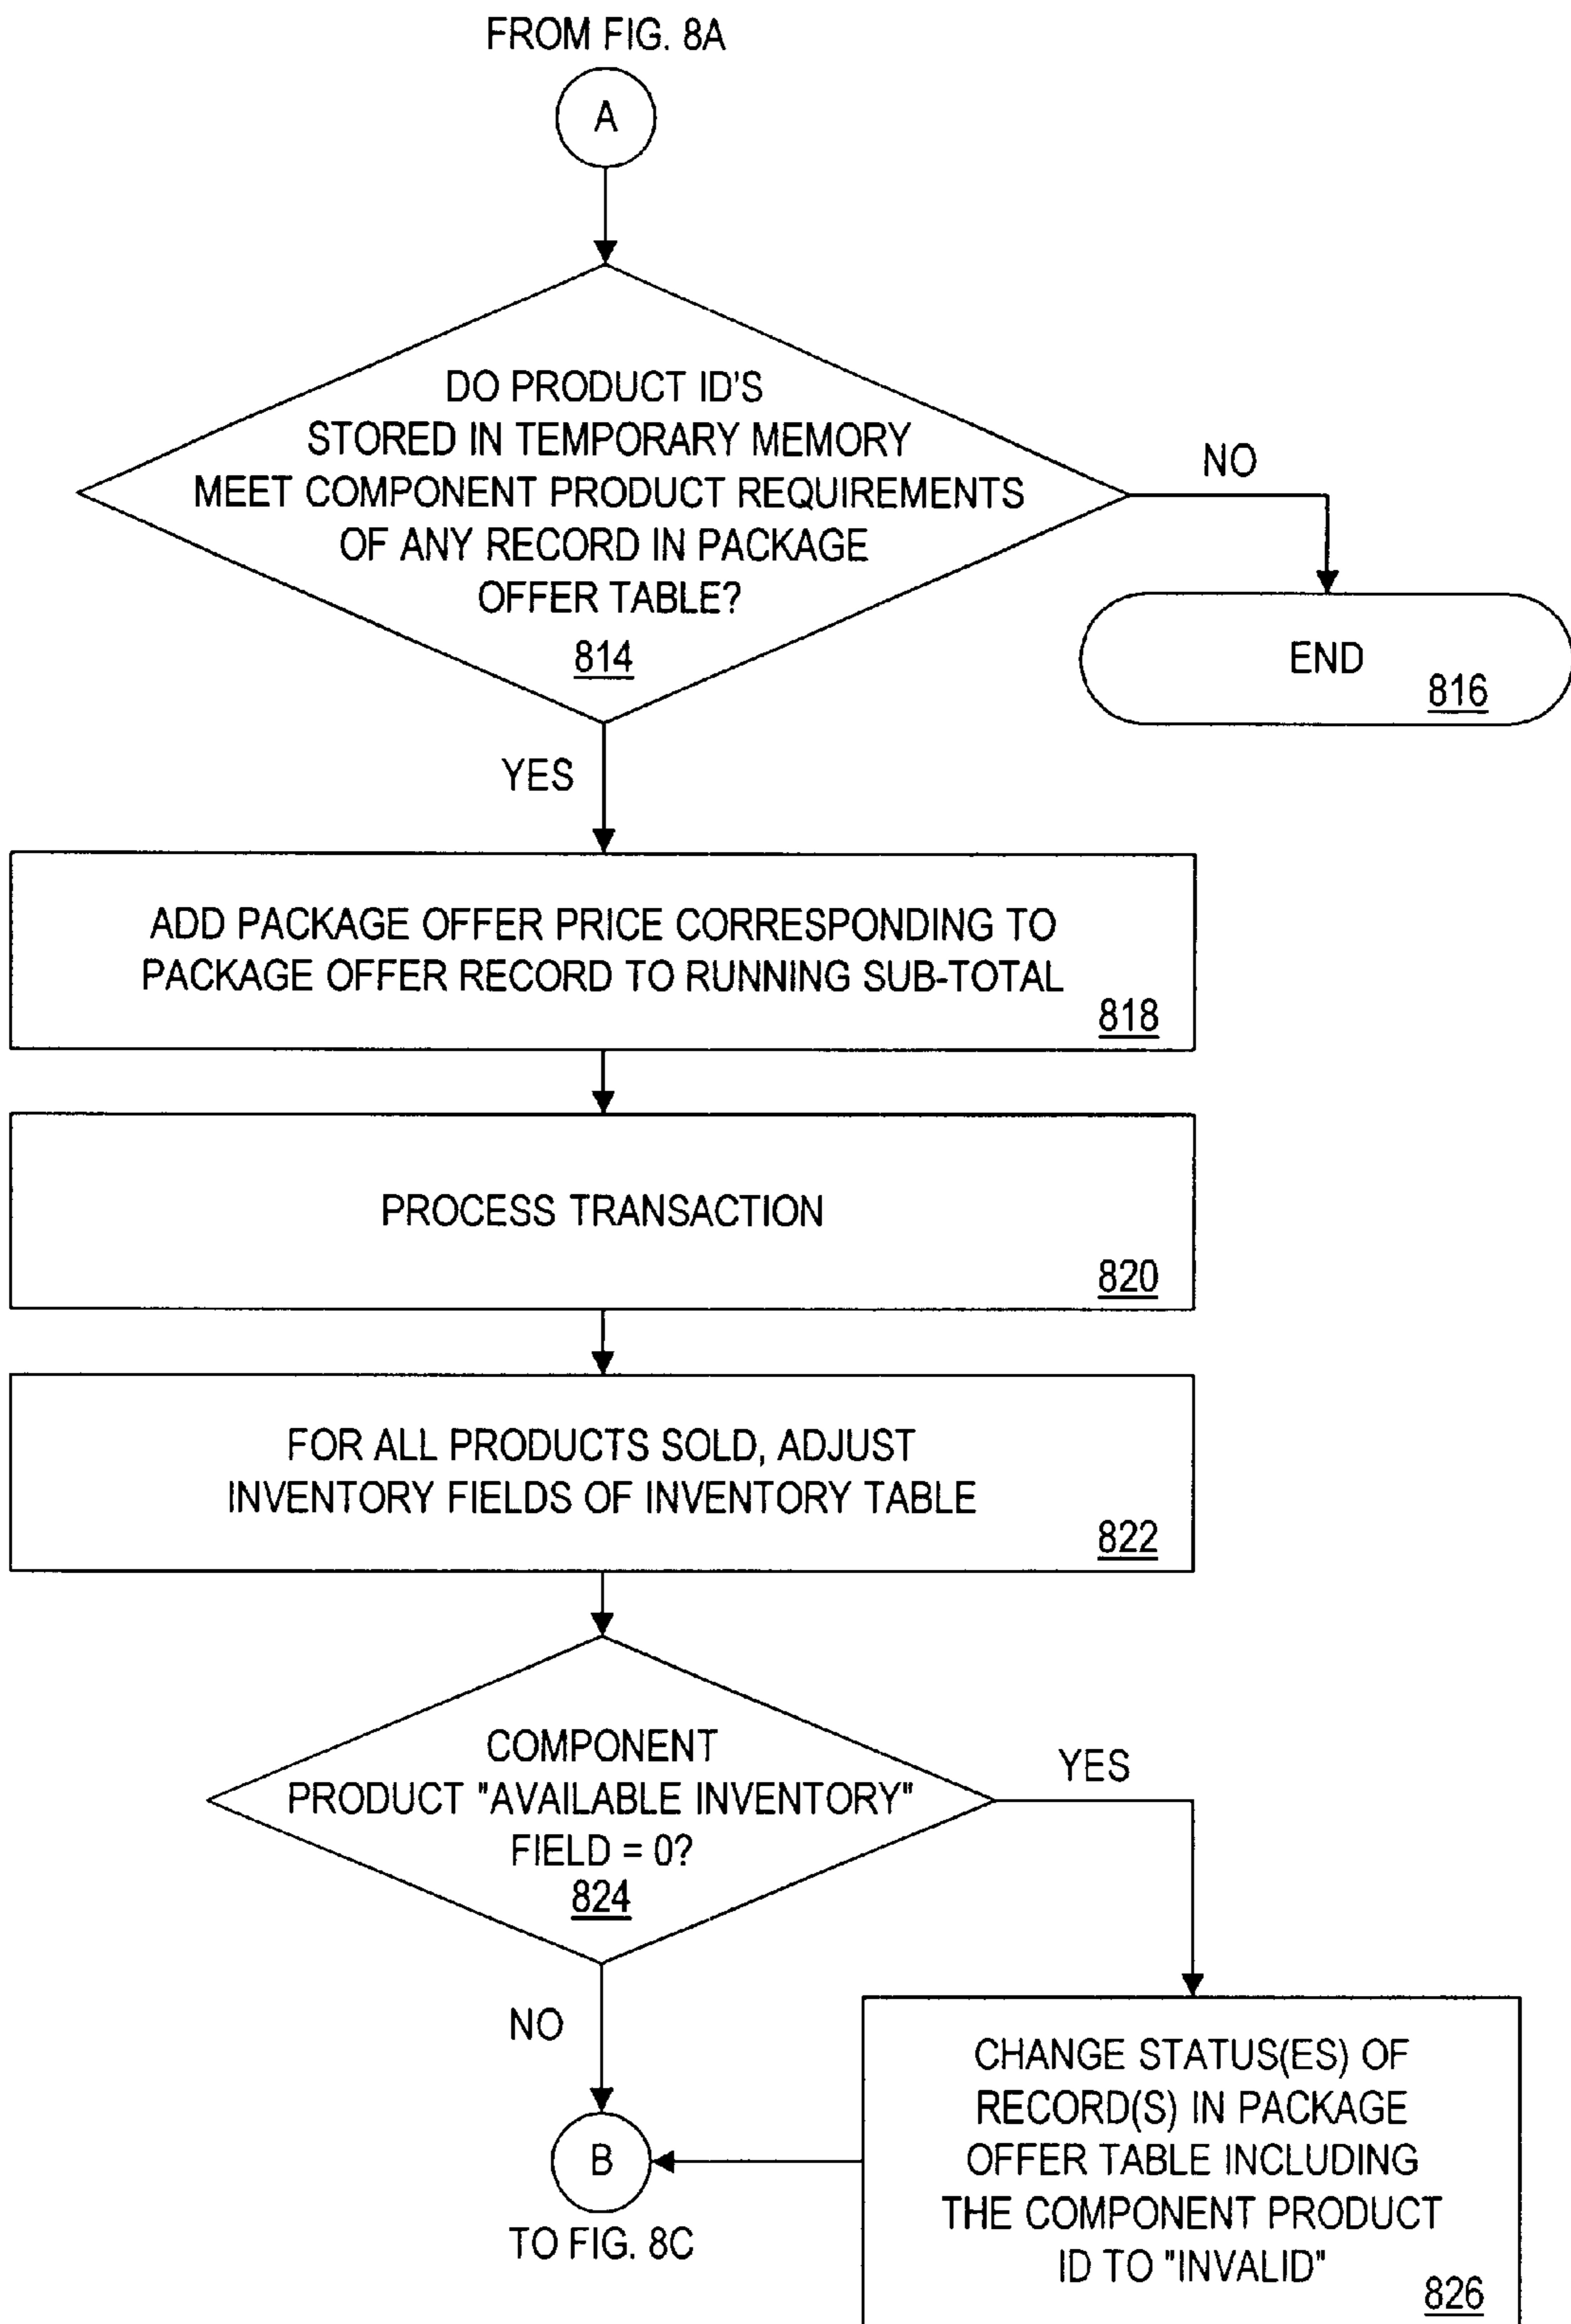 FROM FIG. 8A
A
DO PRODUCT ID'S
STORED IN TEMPORARY MEMORY
MEET COMPONENT PRODUCT REQUIREMENTS
OF ANY RECORD IN PACKAGE
OFFER TABLE?
814
NO
END
816
YES
ADD PACKAGE OFFER PRICE CORRESPONDING TO
PACKAGE OFFER RECORD TO RUNNING SUB-TOTAL
818
PROCESS TRANSACTION
820
FOR ALL PRODUCTS SOLD, ADJUST
INVENTORY FIELDS OF INVENTORY TABLE
822
COMPONENT
PRODUCT "AVAILABLE INVENTORY"
FIELD = 0?
824
YES
NO
CHANGE STATUS(ES) OF
RECORD(S) IN PACKAGE
OFFER TABLE INCLUDING
THE COMPONENT PRODUCT
ID TO "INVALID"
826
B
TO FIG. 8C